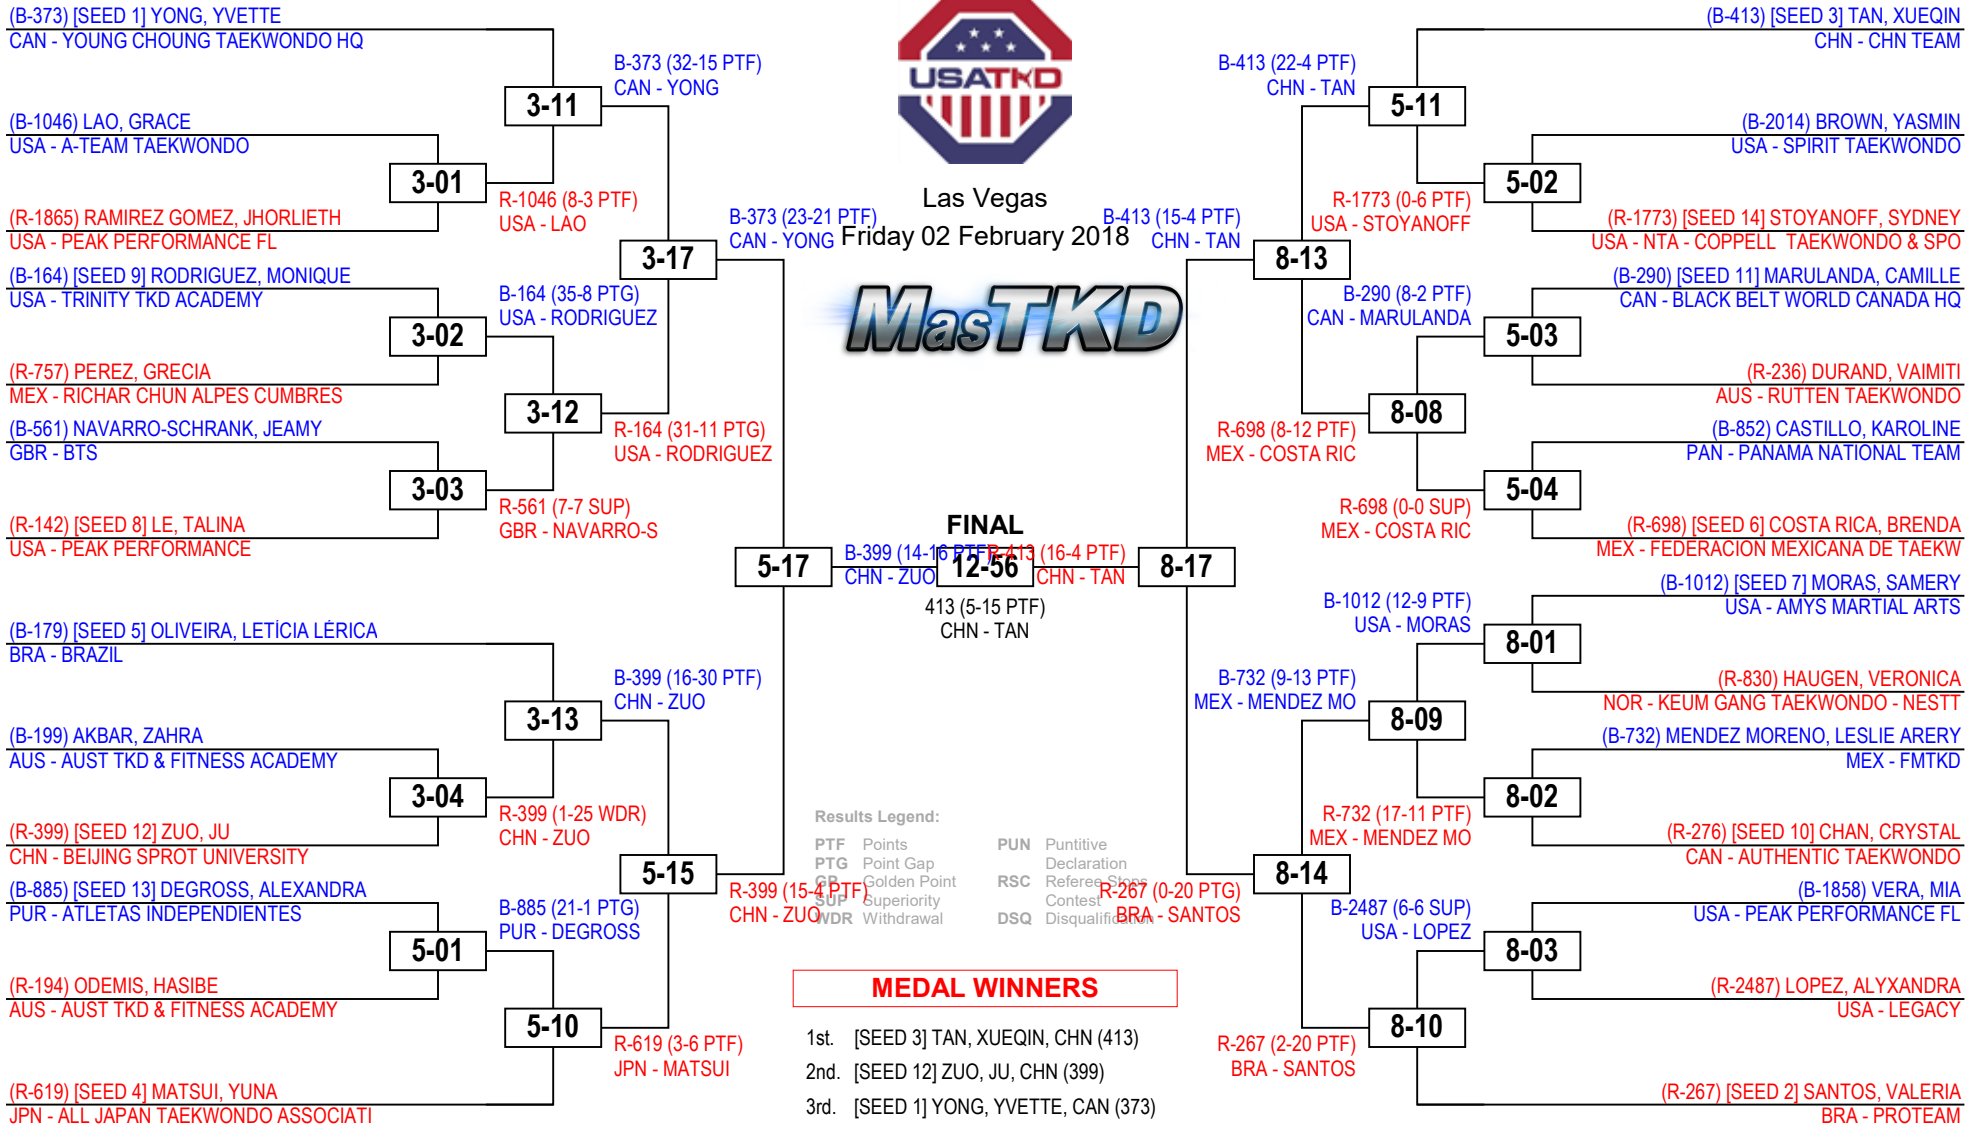 (B-373) [SEED 1] YONG, YVETTE
CAN - YOUNG CHOUNG TAEKWONDO HQ
(B-1046) LAO, GRACE
USA - A-TEAM TAEKWONDO
(R-1865) RAMIREZ GOMEZ, JHORLIETH
USA - PEAK PERFORMANCE FL
(B-164) [SEED 9] RODRIGUEZ, MONIQUE
USA - TRINITY TKD ACADEMY
(R-757) PEREZ, GRECIA
MEX - RICHAR CHUN ALPES CUMBRES
(B-561) NAVARRO-SCHRANK, JEAMY
GBR - BTS
(R-142) [SEED 8] LE, TALINA
USA - PEAK PERFORMANCE
(B-179) [SEED 5] OLIVEIRA, LETÍCIA LÉRICA
BRA - BRAZIL
(B-199) AKBAR, ZAHRA
AUS - AUST TKD & FITNESS ACADEMY
(R-399) [SEED 12] ZUO, JU
CHN - BEIJING SPROT UNIVERSITY
(B-885) [SEED 13] DEGROSS, ALEXANDRA
PUR - ATLETAS INDEPENDIENTES
(R-194) ODEMIS, HASIBE
AUS - AUST TKD & FITNESS ACADEMY
(R-619) [SEED 4] MATSUI, YUNA
JPN - ALL JAPAN TAEKWONDO ASSOCIATI
3-01
3-02
3-03
3-04
5-01
R-1046 (8-3 PTF)
USA - LAO
B-164 (35-8 PTG)
USA - RODRIGUEZ
R-561 (7-7 SUP)
GBR - NAVARRO-S
R-399 (1-25 WDR)
CHN - ZUO
B-885 (21-1 PTG)
PUR - DEGROSS
3-11
3-12
3-13
5-10
B-373 (32-15 PTF)
CAN - YONG
R-164 (31-11 PTG)
USA - RODRIGUEZ
B-399 (16-30 PTF)
CHN - ZUO
R-619 (3-6 PTF)
JPN - MATSUI
3-17
5-15
B-373 (23-21 PTF)
CAN - YONG
R-399 (15-4 PTF)
CHN - ZUO
5-17
B-399 (14-16 PTF)
CHN - ZUO
USATKD
Las Vegas
Friday 02 February 2018
MasTKD
FINAL
12-56
413 (5-15 PTF)
CHN - TAN
R-413 (16-4 PTF)
CHN - TAN
8-17
B-413 (15-4 PTF)
CHN - TAN
R-267 (0-20 PTG)
BRA - SANTOS
8-13
8-14
B-413 (22-4 PTF)
CHN - TAN
R-698 (8-12 PTF)
MEX - COSTA RIC
B-732 (9-13 PTF)
MEX - MENDEZ MO
R-267 (2-20 PTF)
BRA - SANTOS
5-11
8-08
8-09
8-10
R-1773 (0-6 PTF)
USA - STOYANOFF
B-290 (8-2 PTF)
CAN - MARULANDA
R-698 (0-0 SUP)
MEX - COSTA RIC
B-1012 (12-9 PTF)
USA - MORAS
R-732 (17-11 PTF)
MEX - MENDEZ MO
B-2487 (6-6 SUP)
USA - LOPEZ
5-02
5-03
5-04
8-01
8-02
8-03
(B-413) [SEED 3] TAN, XUEQIN
CHN - CHN TEAM
(B-2014) BROWN, YASMIN
USA - SPIRIT TAEKWONDO
(R-1773) [SEED 14] STOYANOFF, SYDNEY
USA - NTA - COPPELL TAEKWONDO & SPO
(B-290) [SEED 11] MARULANDA, CAMILLE
CAN - BLACK BELT WORLD CANADA HQ
(R-236) DURAND, VAIMITI
AUS - RUTTEN TAEKWONDO
(B-852) CASTILLO, KAROLINE
PAN - PANAMA NATIONAL TEAM
(R-698) [SEED 6] COSTA RICA, BRENDA
MEX - FEDERACION MEXICANA DE TAEKW
(B-1012) [SEED 7] MORAS, SAMERY
USA - AMYS MARTIAL ARTS
(R-830) HAUGEN, VERONICA
NOR - KEUM GANG TAEKWONDO - NESTT
(B-732) MENDEZ MORENO, LESLIE ARERY
MEX - FMTKD
(R-276) [SEED 10] CHAN, CRYSTAL
CAN - AUTHENTIC TAEKWONDO
(B-1858) VERA, MIA
USA - PEAK PERFORMANCE FL
(R-2487) LOPEZ, ALYXANDRA
USA - LEGACY
(R-267) [SEED 2] SANTOS, VALERIA
BRA - PROTEAM
Results Legend:
PTF Points
PTG Point Gap
GP Golden Point
SUP Superiority
WDR Withdrawal
PUN Puntitive
Declaration
RSC Referee Stops
Contest
DSQ Disqualification
MEDAL WINNERS
1st. [SEED 3] TAN, XUEQIN, CHN (413)
2nd. [SEED 12] ZUO, JU, CHN (399)
3rd. [SEED 1] YONG, YVETTE, CAN (373)